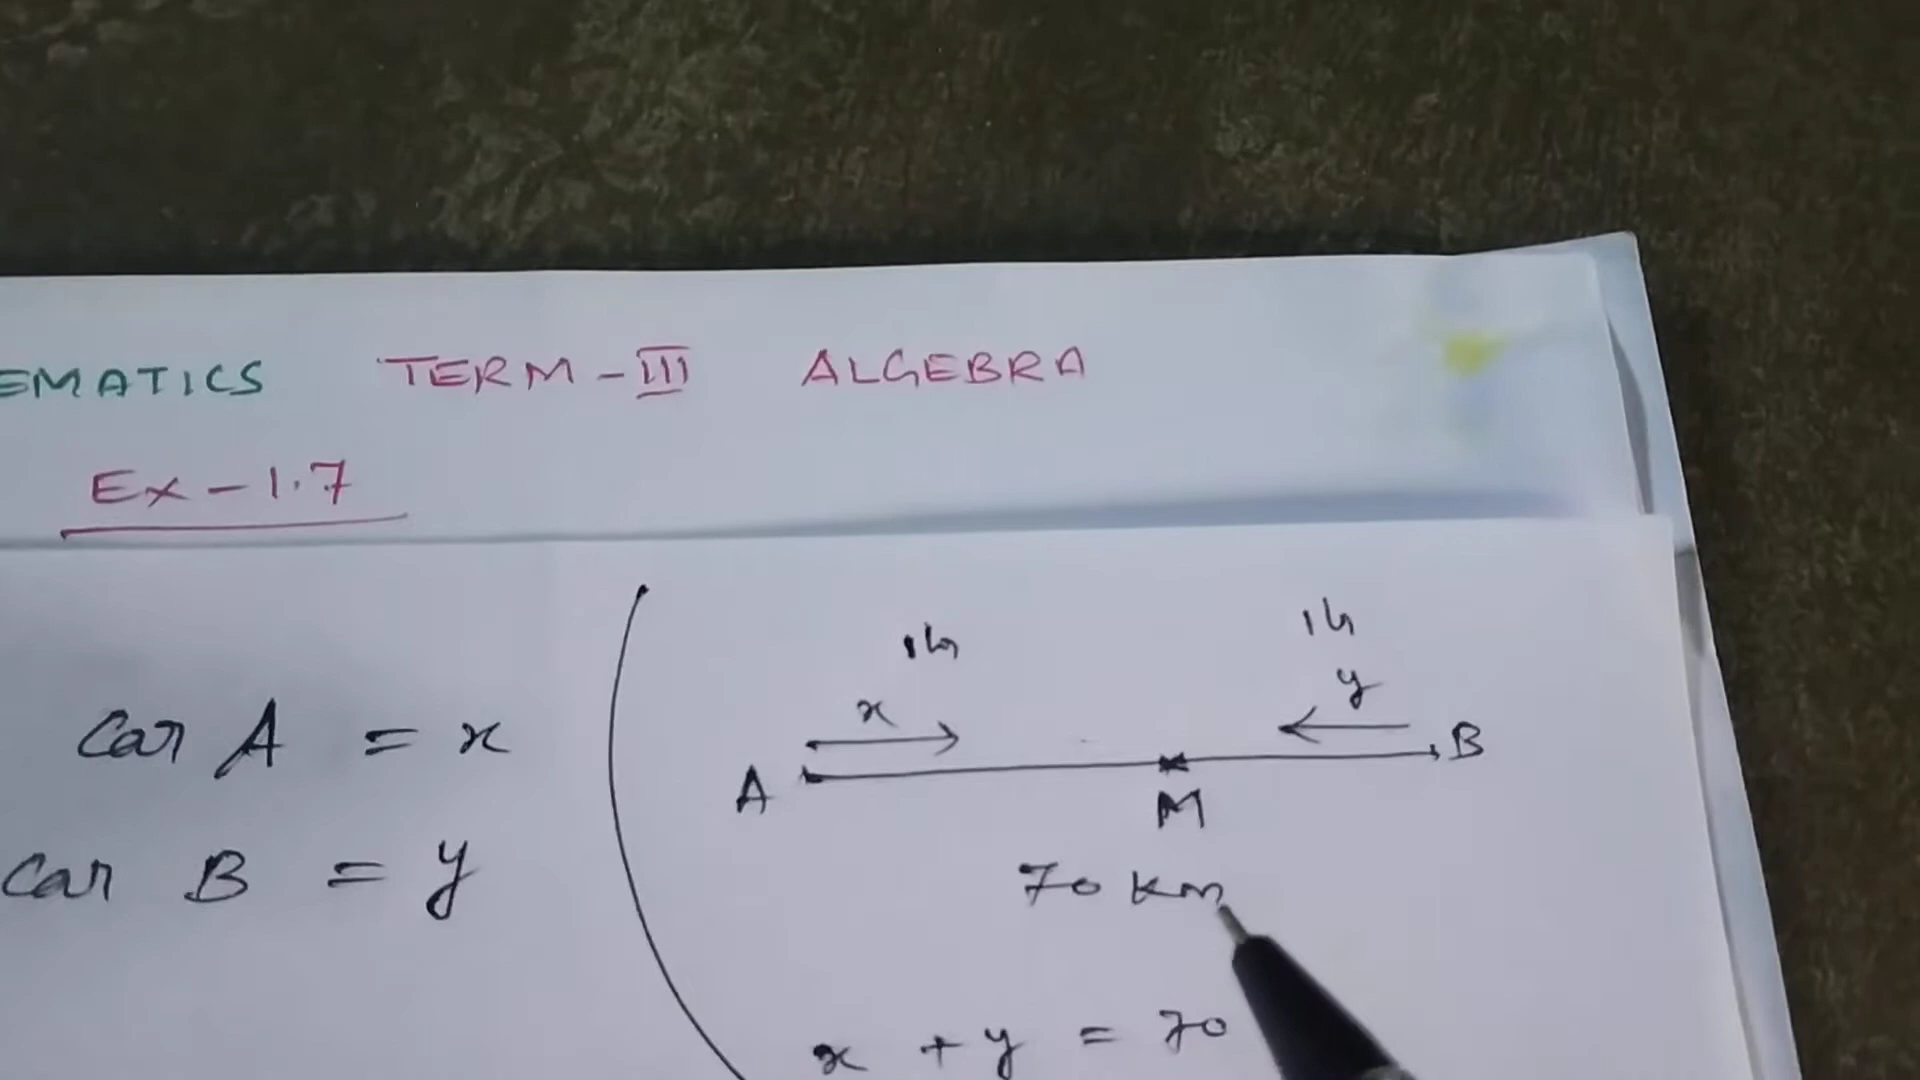 EMATICS TERM-III ALGEBRA
Ex-1.7
Car A = x
Car B = y
1h 1h
x y
A M B
70 km
x + y = 70